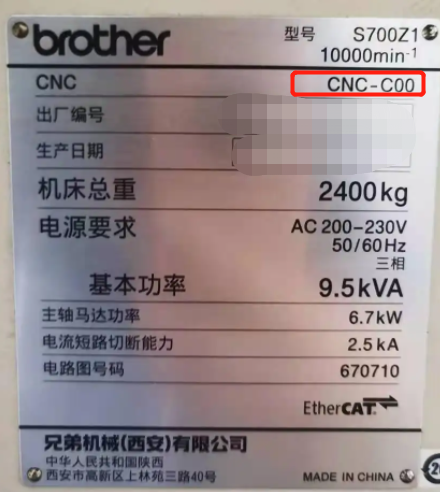 brother 型号 S700Z1
10000min-1
CNC CNC-C00
出厂编号
生产日期
机床总重 2400kg
电源要求 AC 200-230V
50/60Hz
三相
基本功率 9.5kVA
主轴马达功率 6.7kW
电流短路切断能力 2.5kA
电路图号码 670710
EtherCAT
兄弟机械(西安)有限公司
中华人民共和国陕西
西安市高新区上林苑三路40号 MADE IN CHINA